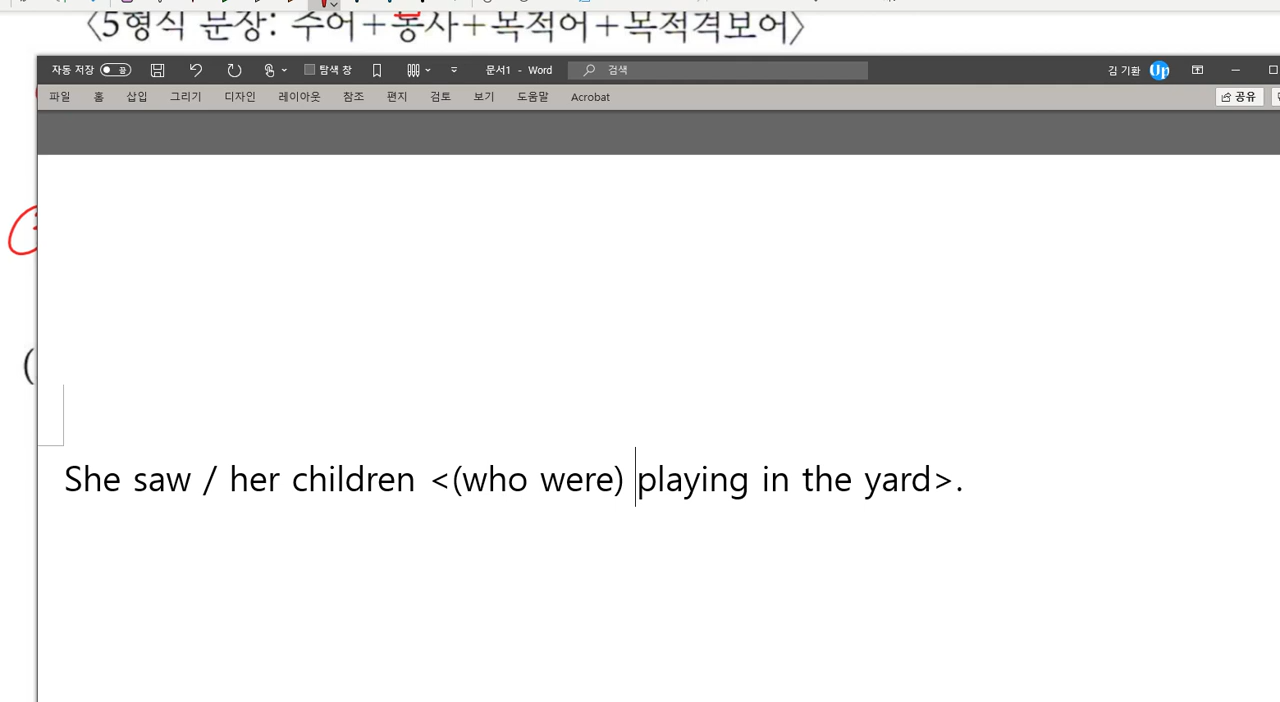 〈5형식 문장: 주어+동사+목적어+목적격보어〉
자동 저장 끔 탐색 창 문서1 - Word 검색 김 기환 Up
파일 홈 삽입 그리기 디자인 레이아웃 참조 편지 검토 보기 도움말 Acrobat 공유
(
She saw / her children <(who were) playing in the yard>.